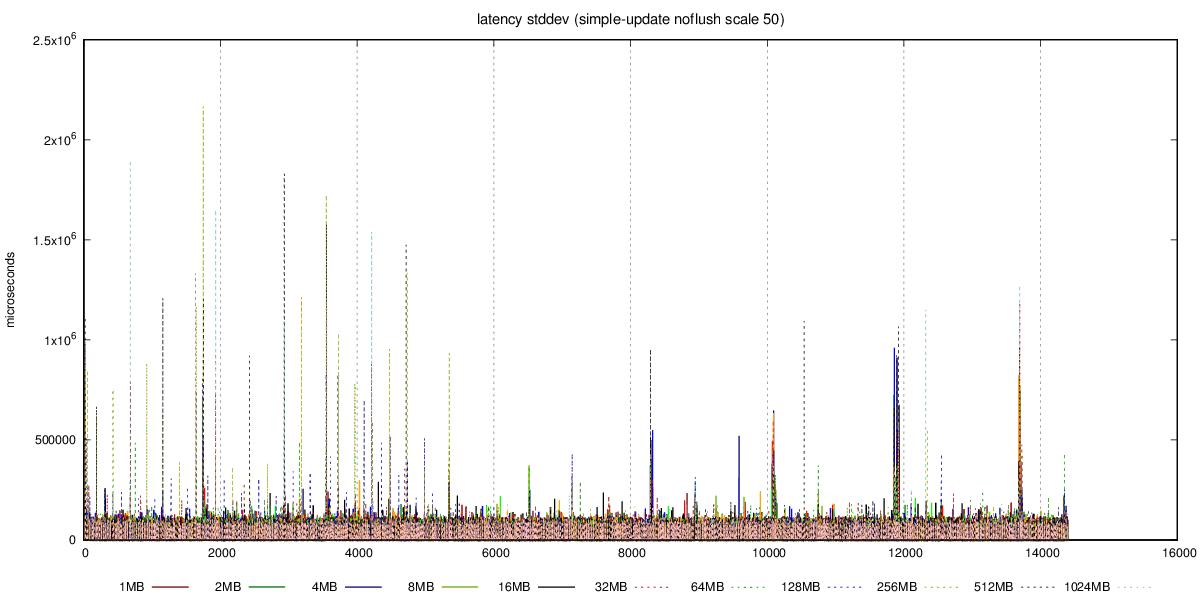 latency stddev (simple-update noflush scale 50)
2.5x10⁶
2x10⁶
1.5x10⁶
1x10⁶
500000
0
microseconds
0 2000 4000 6000 8000 10000 12000 14000 16000
1MB 2MB 4MB 8MB 16MB 32MB 64MB 128MB 256MB 512MB 1024MB